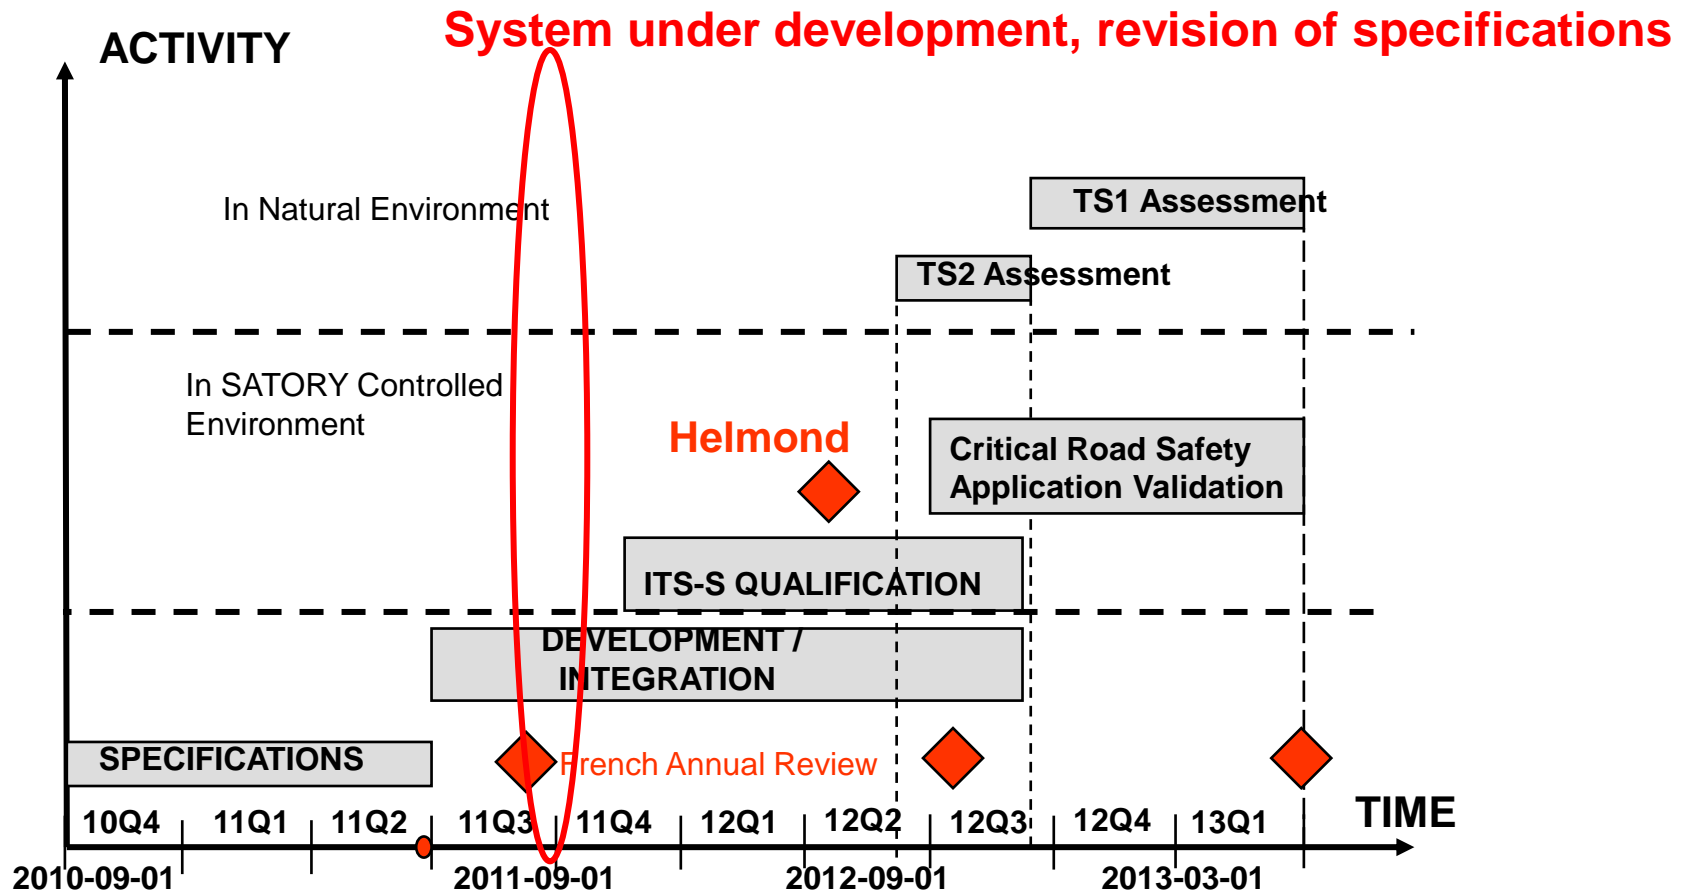 System under development, revision of specifications
ACTIVITY
In Natural Environment
TS1 Assessment
TS2 Assessment
In SATORY Controlled
Environment
Helmond
Critical Road Safety
Application Validation
ITS-S QUALIFICATION
DEVELOPMENT /
INTEGRATION
SPECIFICATIONS
French Annual Review
TIME
10Q4 11Q1 11Q2 11Q3 11Q4 12Q1 12Q2 12Q3 12Q4 13Q1
2010-09-01 2011-09-01 2012-09-01 2013-03-01